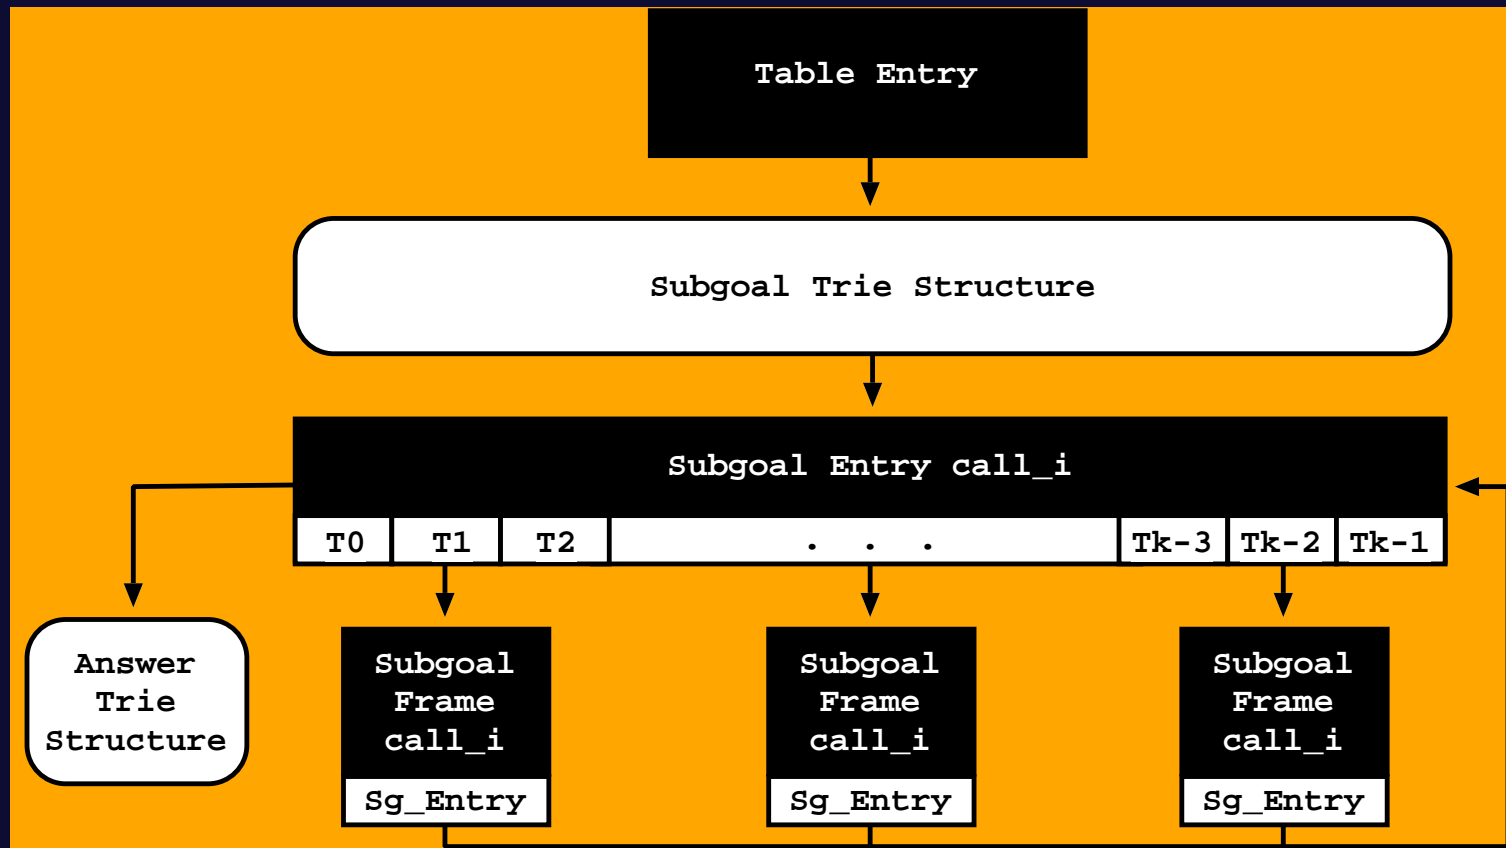 Table Entry
Subgoal Trie Structure
Subgoal Entry call_i
T0 T1 T2 . . . Tk-3 Tk-2 Tk-1
Answer
Trie
Structure
Subgoal
Frame
call_i
Sg_Entry
Subgoal
Frame
call_i
Sg_Entry
Subgoal
Frame
call_i
Sg_Entry